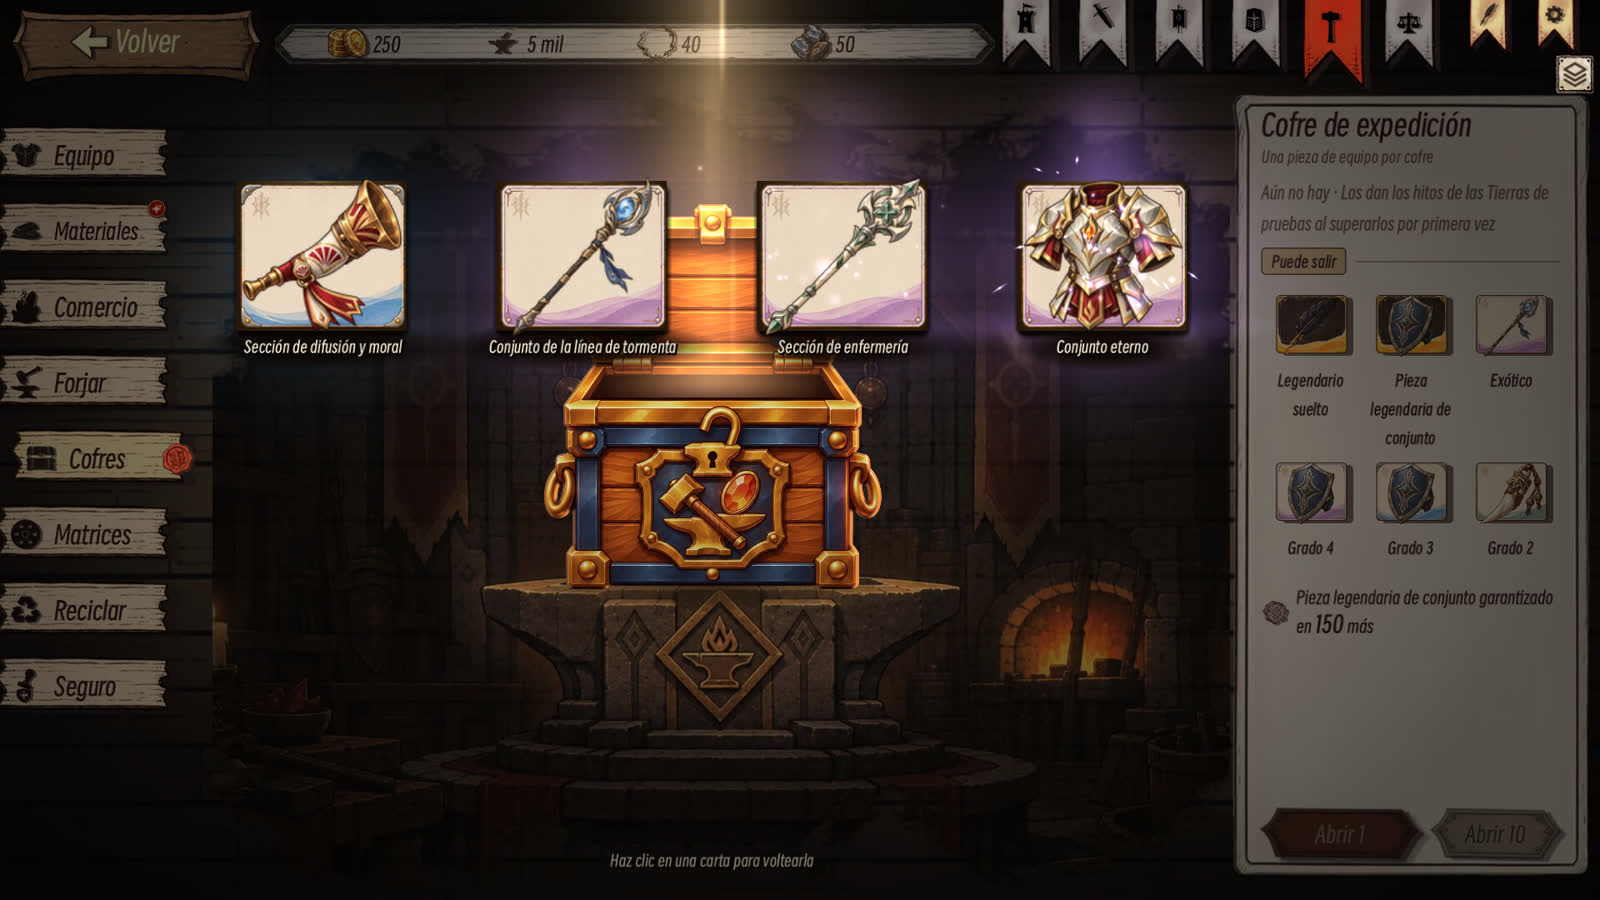 Volver
250
5 mil
40
50
Equipo
Materiales
Comercio
Forjar
Cofres
Matrices
Reciclar
Seguro
Sección de difusión y moral
Conjunto de la línea de tormenta
Sección de enfermería
Conjunto eterno
Haz clic en una carta para voltearla
Cofre de expedición
Una pieza de equipo por cofre
Aún no hay · Los dan los hitos de las Tierras de
pruebas al superarlos por primera vez
Puede salir
Legendario
suelto
Pieza
legendaria de
conjunto
Exótico
Grado 4
Grado 3
Grado 2
Pieza legendaria de conjunto garantizado
en 150 más
Abrir 1
Abrir 10